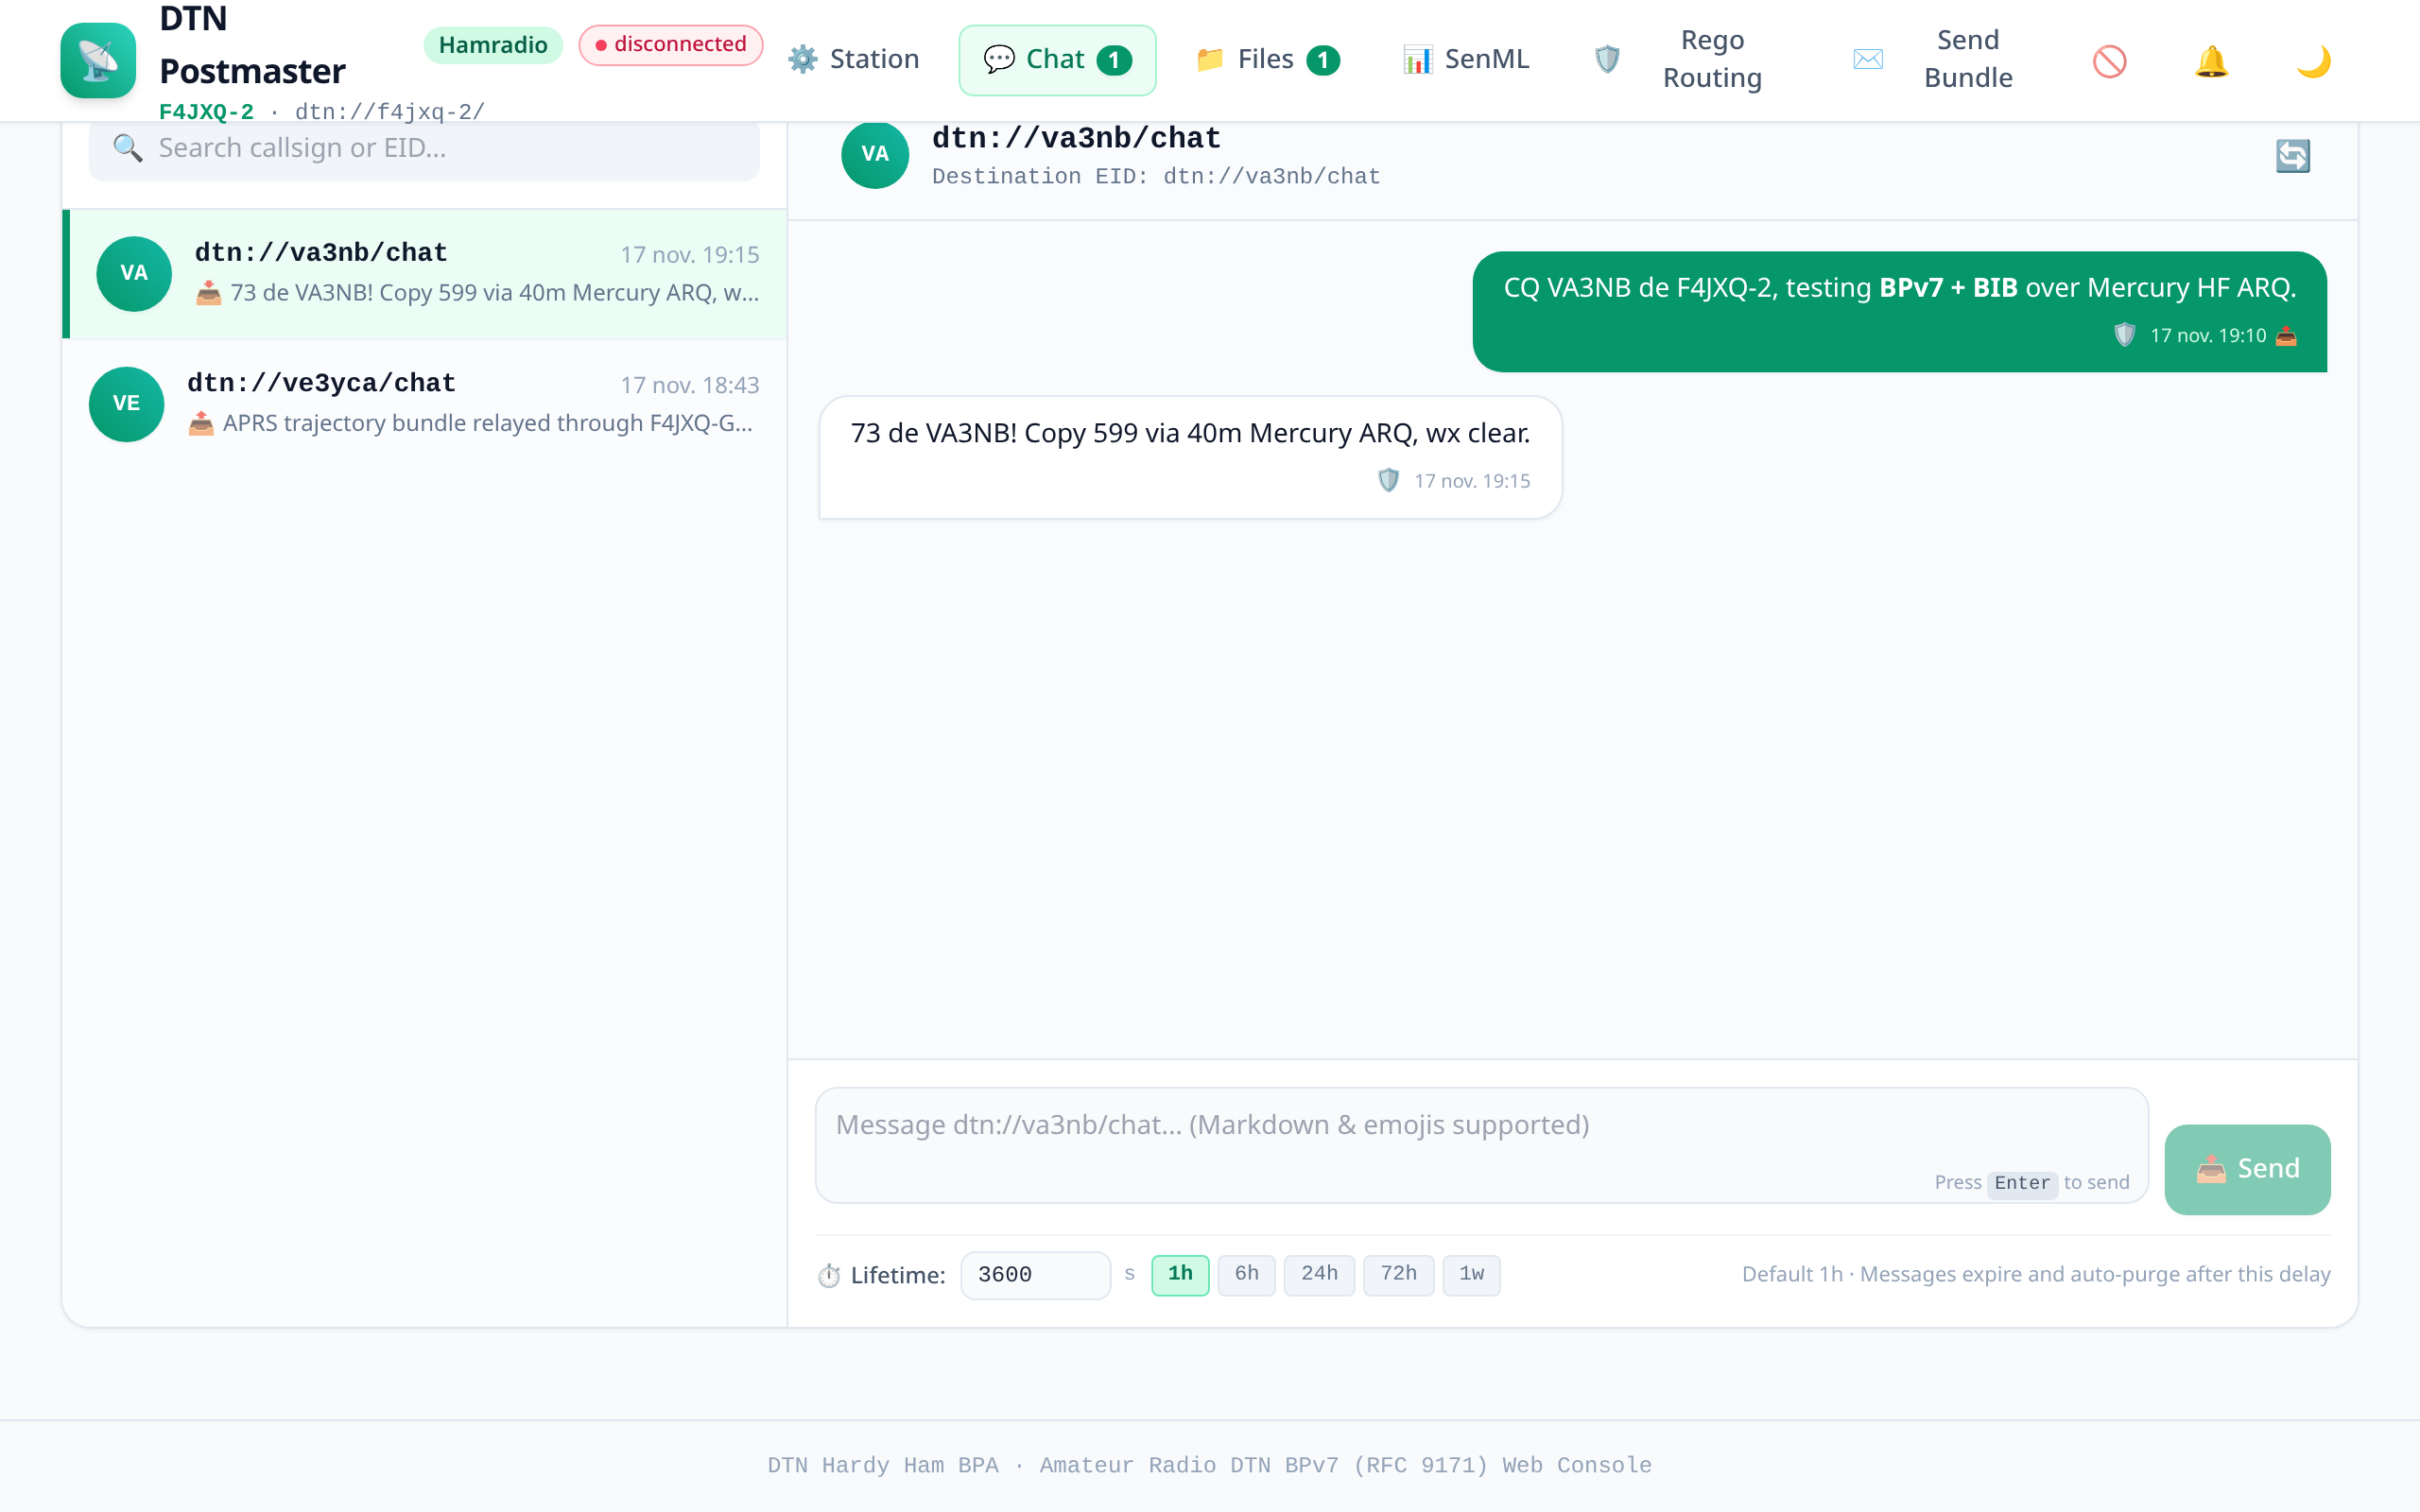 DTN
Postmaster
Hamradio
disconnected
F4JXQ-2 · dtn://f4jxq-2/
Station
Chat 1
Files 1
SenML
Rego
Routing
Send
Bundle
Search callsign or EID...
VA
dtn://va3nb/chat
17 nov. 19:15
73 de VA3NB! Copy 599 via 40m Mercury ARQ, w...
VE
dtn://ve3yca/chat
17 nov. 18:43
APRS trajectory bundle relayed through F4JXQ-G...
VA
dtn://va3nb/chat
Destination EID: dtn://va3nb/chat
CQ VA3NB de F4JXQ-2, testing BPv7 + BIB over Mercury HF ARQ.
17 nov. 19:10
73 de VA3NB! Copy 599 via 40m Mercury ARQ, wx clear.
17 nov. 19:15
Message dtn://va3nb/chat... (Markdown & emojis supported)
Press Enter to send
Send
Lifetime: 3600 s 1h 6h 24h 72h 1w
Default 1h · Messages expire and auto-purge after this delay
DTN Hardy Ham BPA · Amateur Radio DTN BPv7 (RFC 9171) Web Console